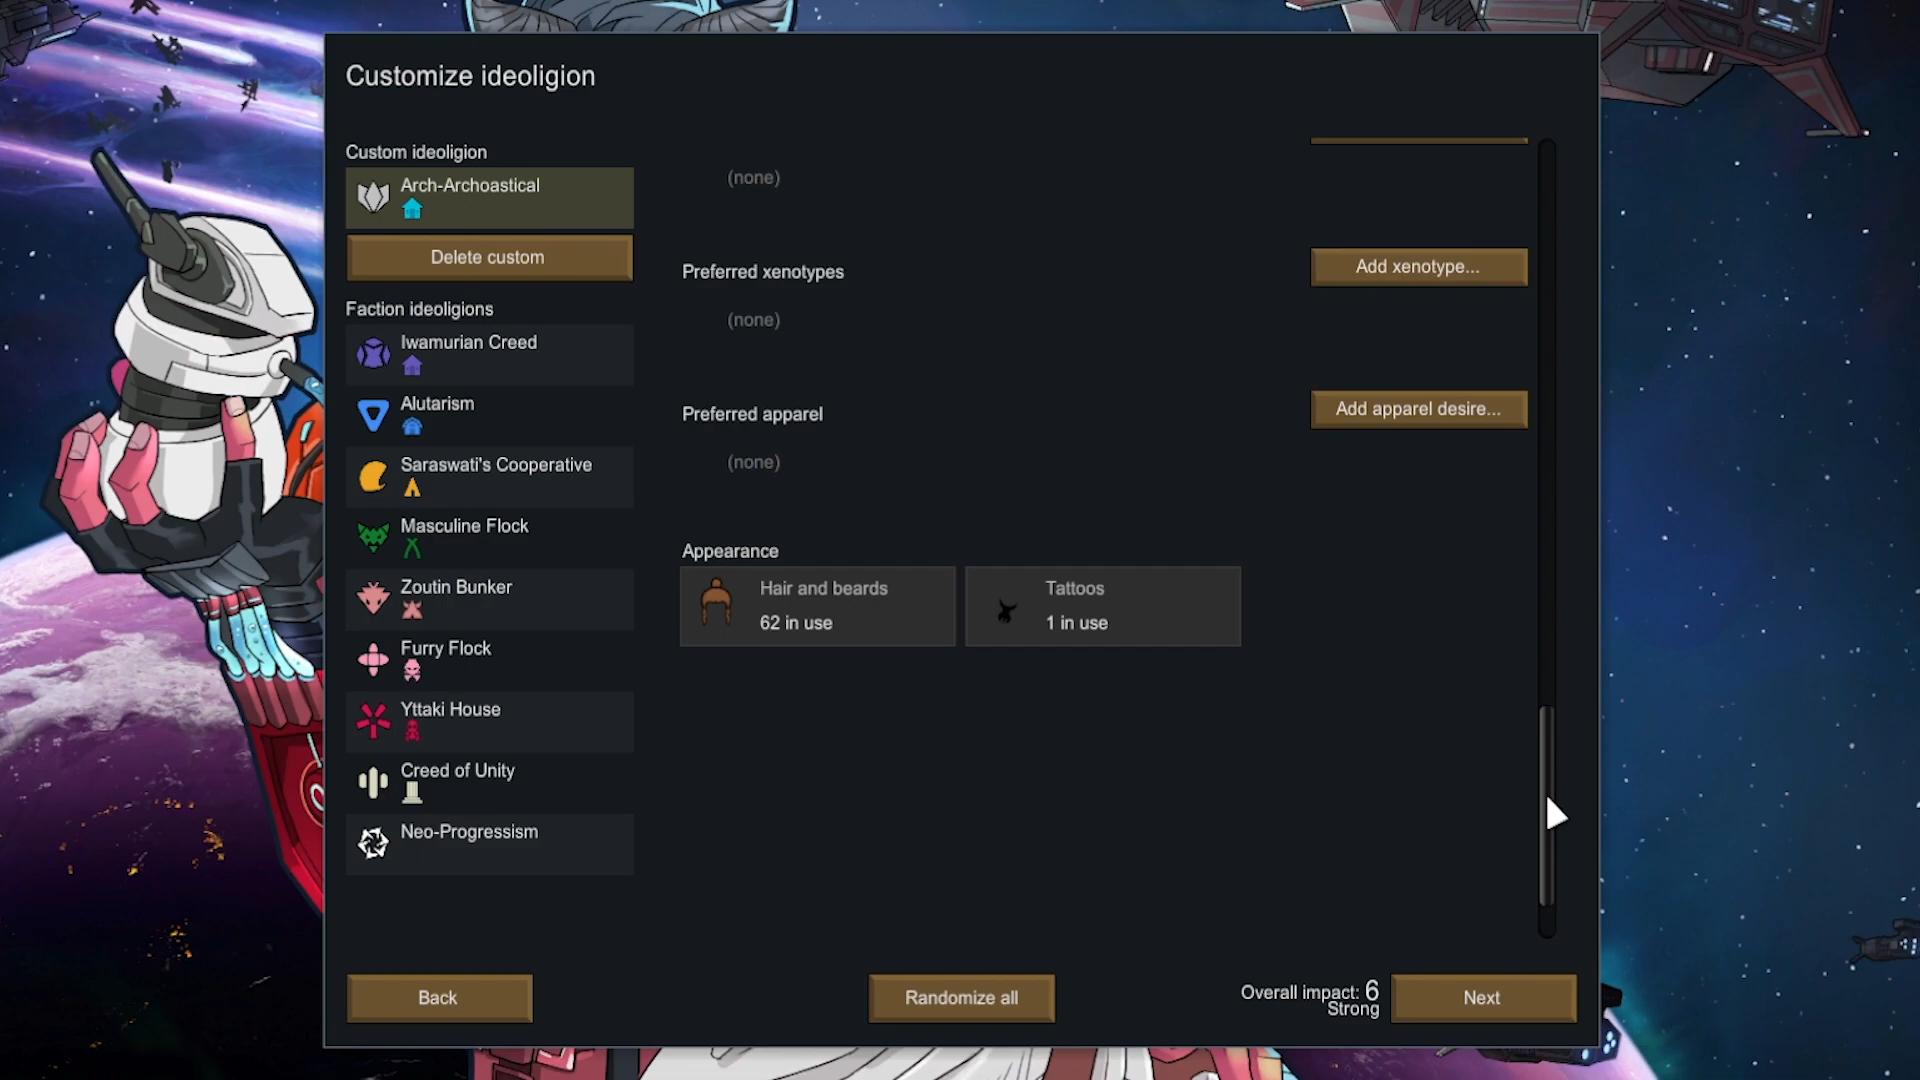 Customize ideoligion
Custom ideoligion
Arch-Archoastical
Delete custom
Faction ideoligions
Iwamurian Creed
Alutarism
Saraswati's Cooperative
Masculine Flock
Zoutin Bunker
Furry Flock
Yttaki House
Creed of Unity
Neo-Progressism
(none)
Preferred xenotypes
Add xenotype...
(none)
Preferred apparel
Add apparel desire...
(none)
Appearance
Hair and beards
62 in use
Tattoos
1 in use
Back
Randomize all
Overall impact: 6
Strong
Next